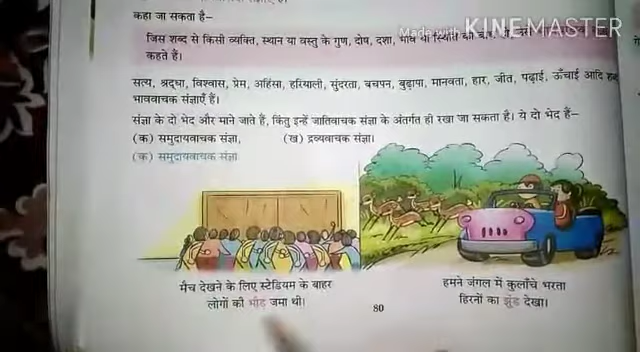 कहा जा सकता है–
Made with KINEMASTER
जिस शब्द से किसी व्यक्ति, स्थान या वस्तु के गुण, दोष, दशा, भाव
कहते हैं।
सत्य, श्रद्धा, विश्वास, प्रेम, अहिंसा, हरियाली, सुंदरता, बचपन, बुढ़ापा, मानवता, हार, जीत, पढ़ाई, ऊँचाई आदि
भाववाचक संज्ञाएँ हैं।
संज्ञा के दो भेद और माने जाते हैं, किंतु इन्हें जातिवाचक संज्ञा के अंतर्गत ही रखा जा सकता है। ये दो भेद हैं–
(क) समुदायवाचक संज्ञा, (ख) द्रव्यवाचक संज्ञा।
(क) समुदायवाचक संज्ञा
मैच देखने के लिए स्टेडियम के बाहर
लोगों की भीड़ जमा थी।
हमने जंगल में कुलाँचे भरता
हिरनों का झुंड देखा।
80